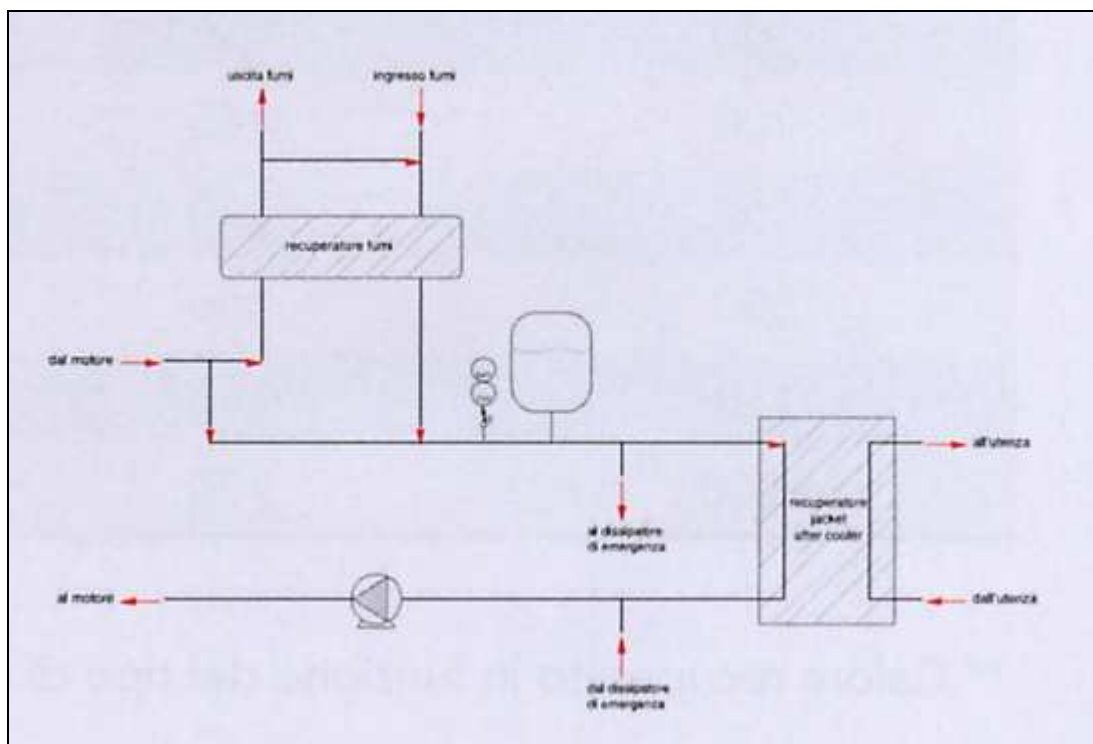 uscita fumi
ingresso fumi
recuperatore fumi
dal motore
all'utenza
recuperatore
jacket
after cooler
al dissipatore
di emergenza
al motore
dall'utenza
dal dissipatore
di emergenza